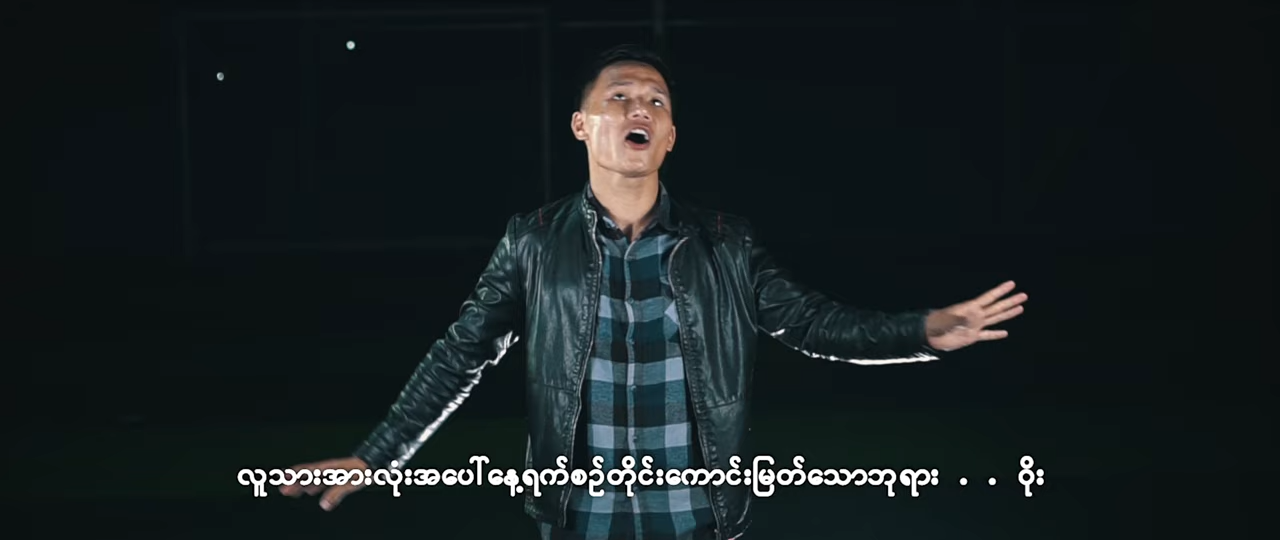 လူသားအားလုံးအပေါ်နေ့ရက်စဉ်တိုင်းကောင်းမြတ်သောဘုရား . . ဝိုး